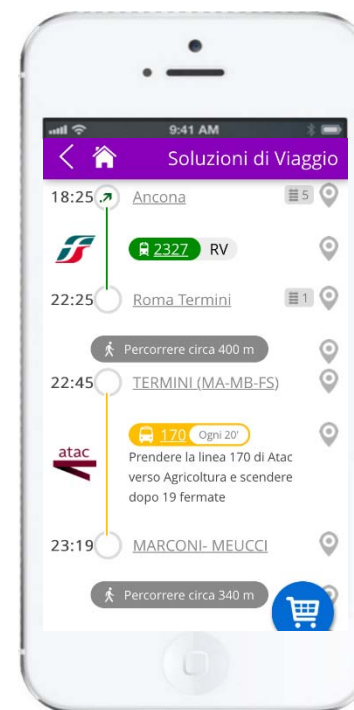 9:41 AM
Soluzioni di Viaggio
18:25 Ancona 5
2327 RV
22:25 Roma Termini 1
Percorrere circa 400 m
22:45 TERMINI (MA-MB-FS)
170 Ogni 20'
atac
Prendere la linea 170 di Atac
verso Agricoltura e scendere
dopo 19 fermate
23:19 MARCONI- MEUCCI
Percorrere circa 340 m